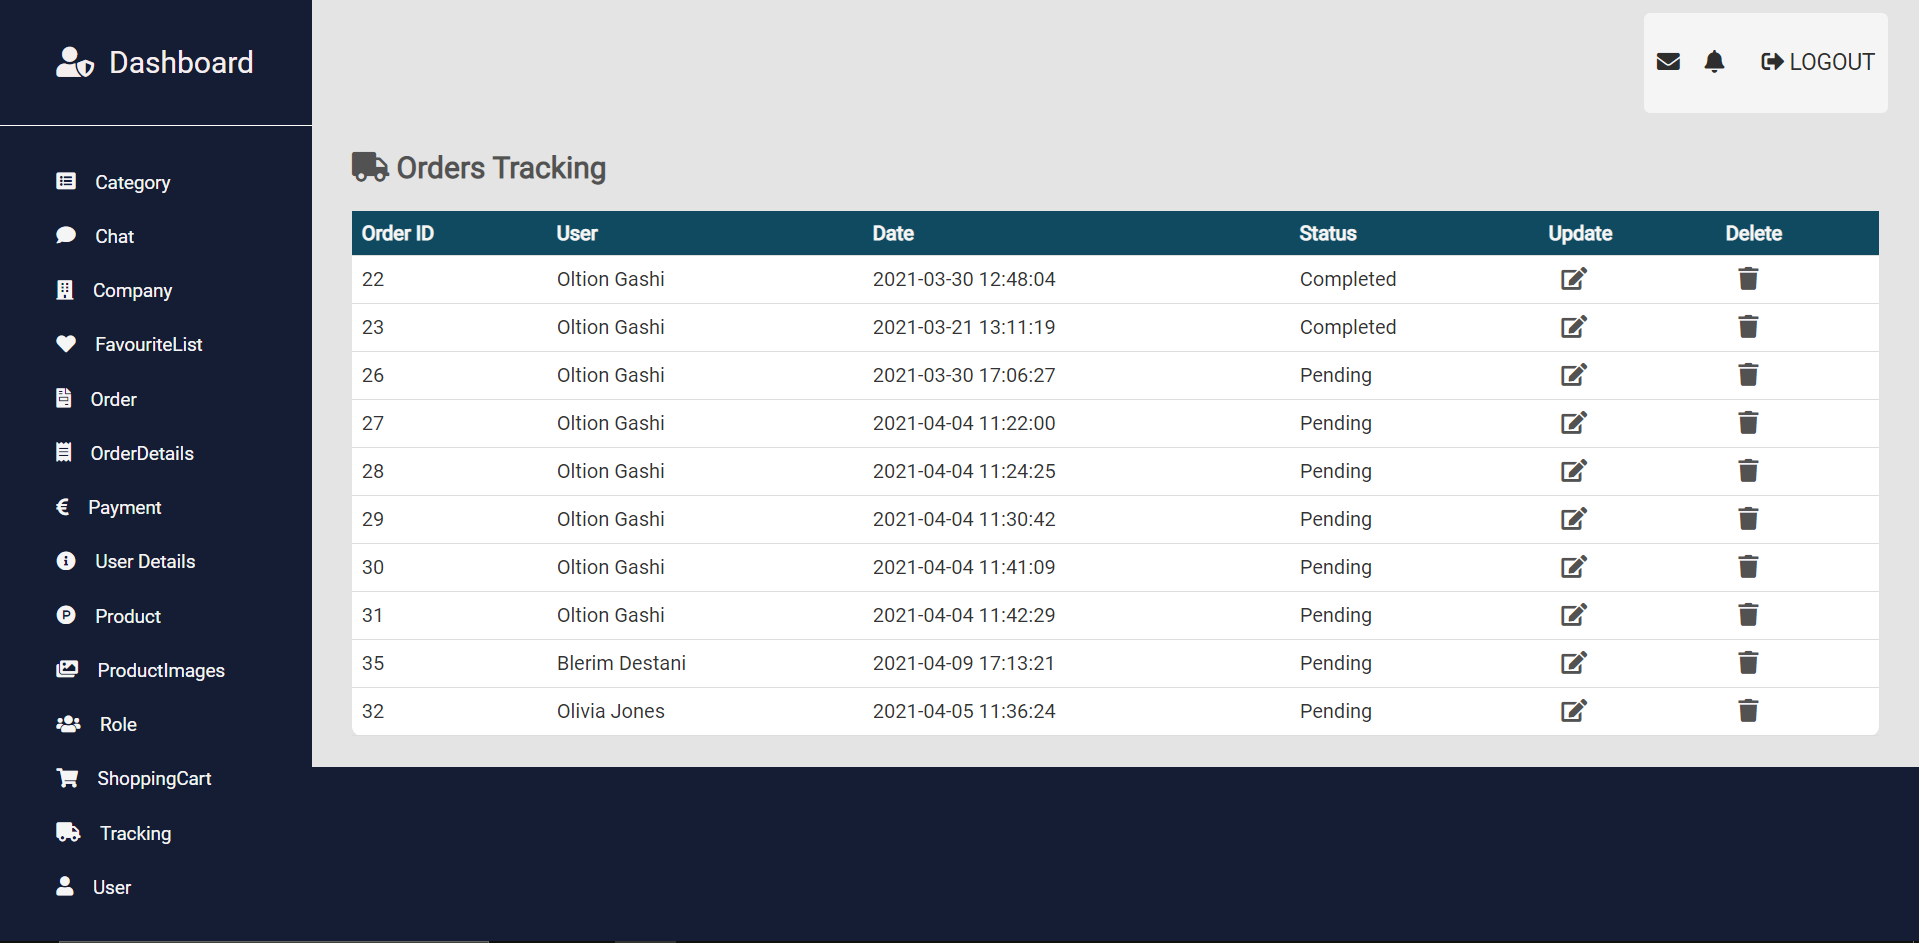 Dashboard
LOGOUT
Category
Chat
Company
FavouriteList
Order
OrderDetails
Payment
User Details
Product
ProductImages
Role
ShoppingCart
Tracking
User
Orders Tracking
Order ID User Date Status Update Delete
22 Oltion Gashi 2021-03-30 12:48:04 Completed
23 Oltion Gashi 2021-03-21 13:11:19 Completed
26 Oltion Gashi 2021-03-30 17:06:27 Pending
27 Oltion Gashi 2021-04-04 11:22:00 Pending
28 Oltion Gashi 2021-04-04 11:24:25 Pending
29 Oltion Gashi 2021-04-04 11:30:42 Pending
30 Oltion Gashi 2021-04-04 11:41:09 Pending
31 Oltion Gashi 2021-04-04 11:42:29 Pending
35 Blerim Destani 2021-04-09 17:13:21 Pending
32 Olivia Jones 2021-04-05 11:36:24 Pending